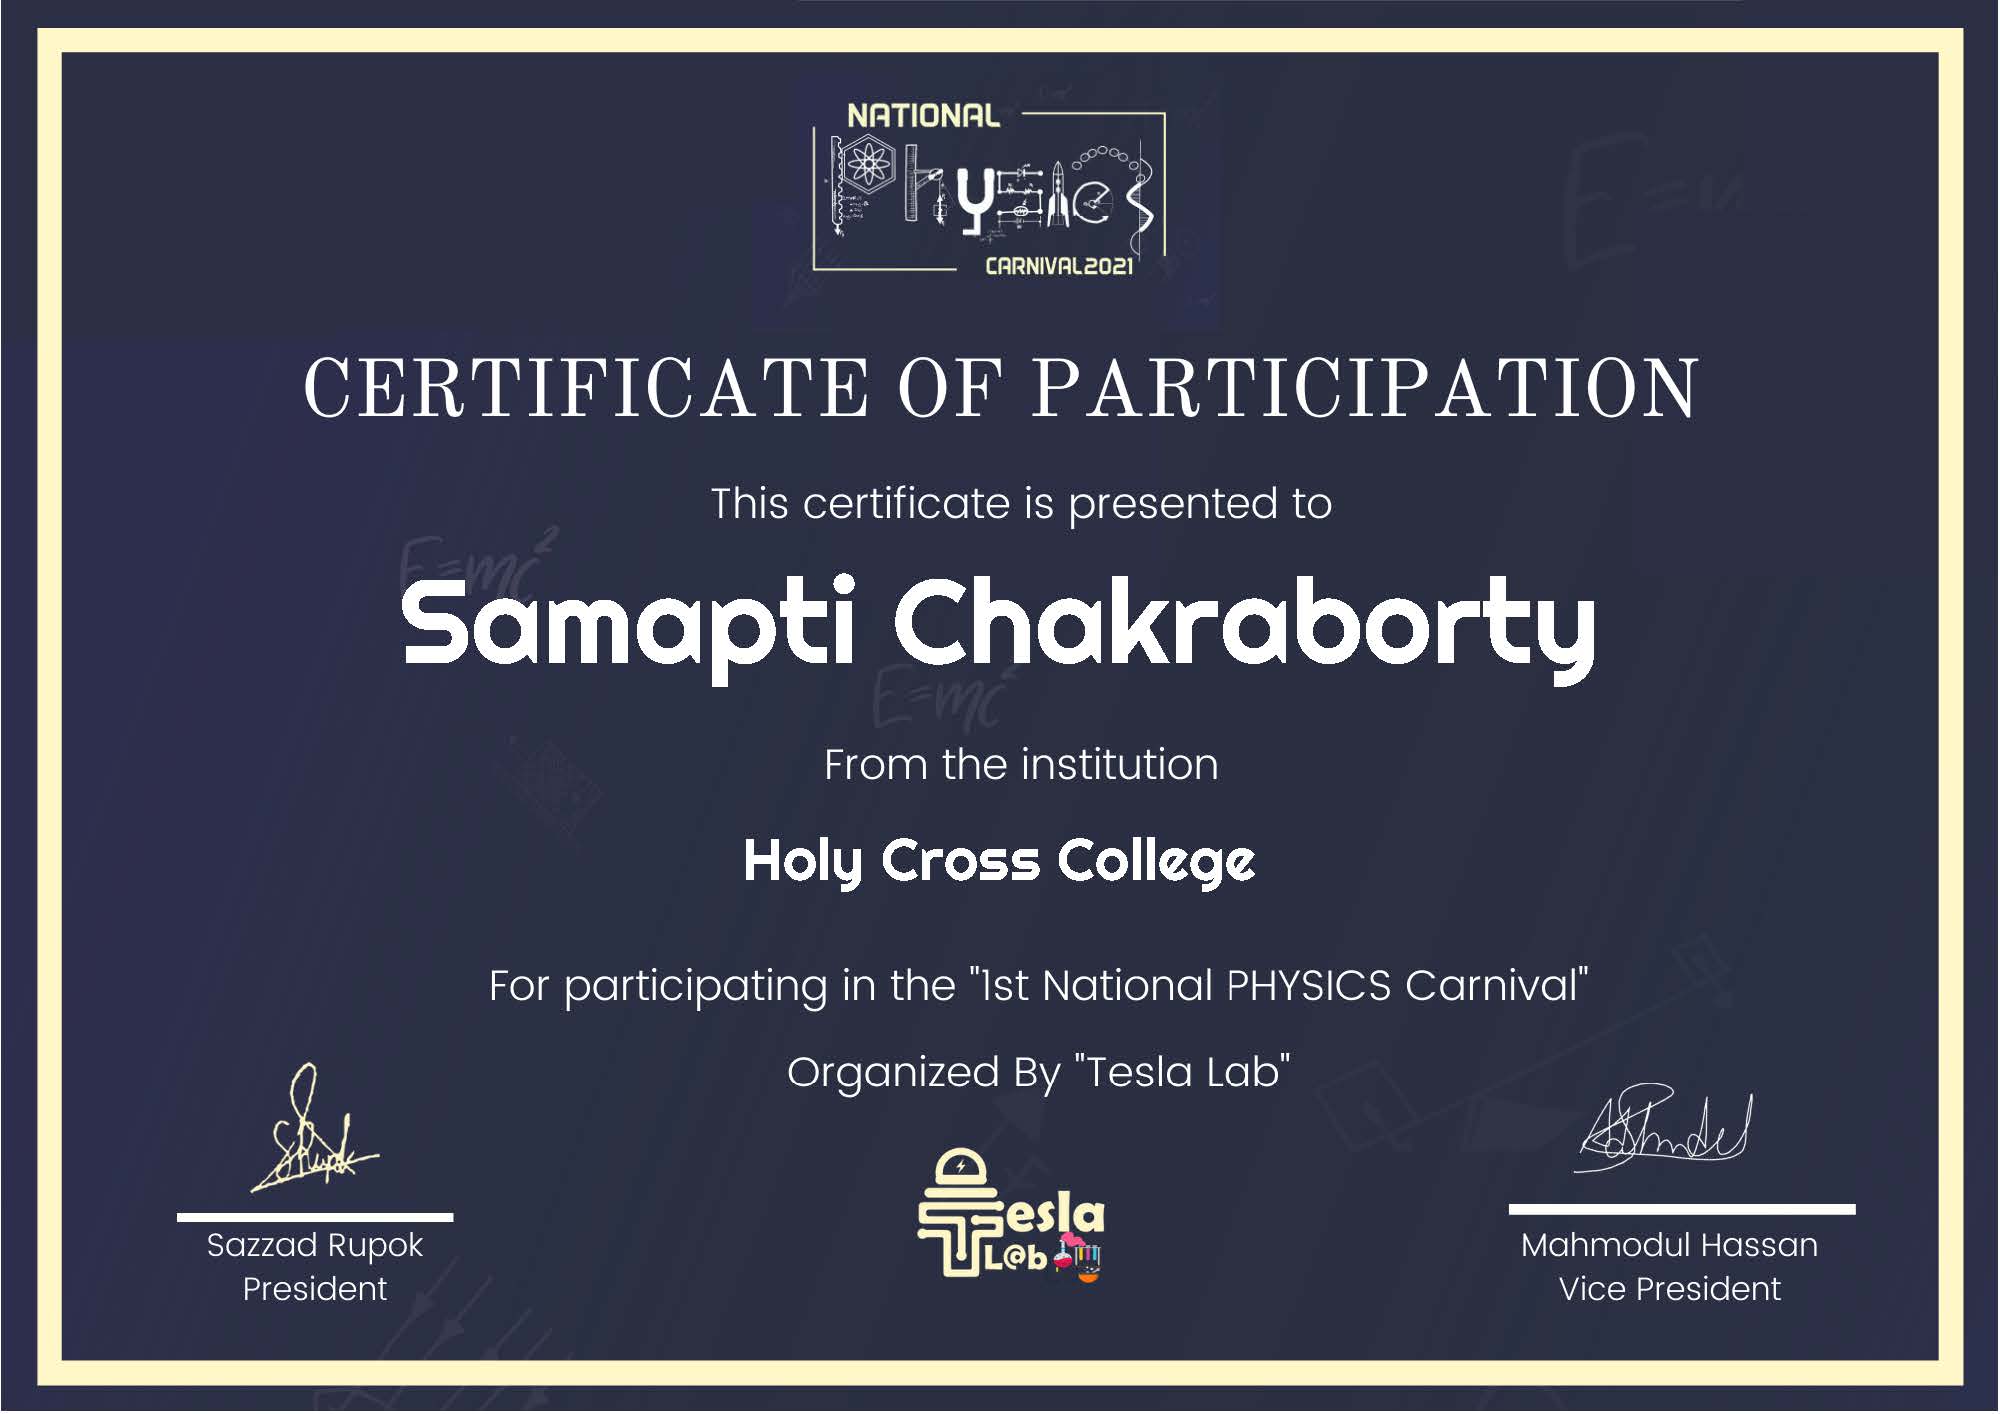 NATIONAL
Physics
CARNIVAL2021
CERTIFICATE OF PARTICIPATION
This certificate is presented to
E=mc²
Samapti Chakraborty
E=mc²
From the institution
Holy Cross College
For participating in the "1st National PHYSICS Carnival"
Organized By "Tesla Lab"
Tesla
L@b
Sazzad Rupok
President
Mahmodul Hassan
Vice President